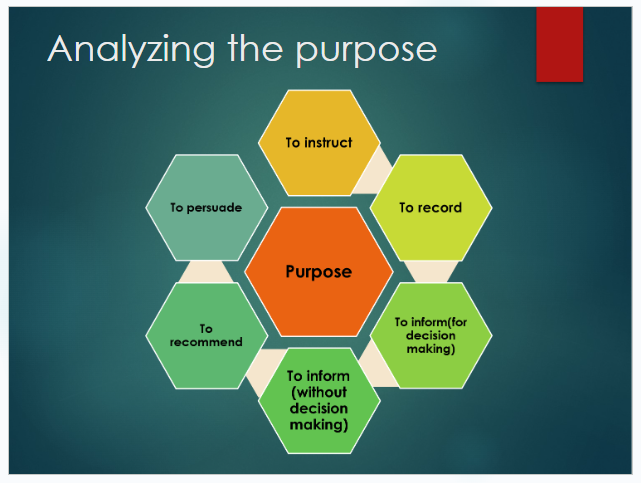 Analyzing the purpose
To instruct
To record
To inform(for
decision
making)
To inform
(without
decision
making)
To
recommend
To persuade
Purpose